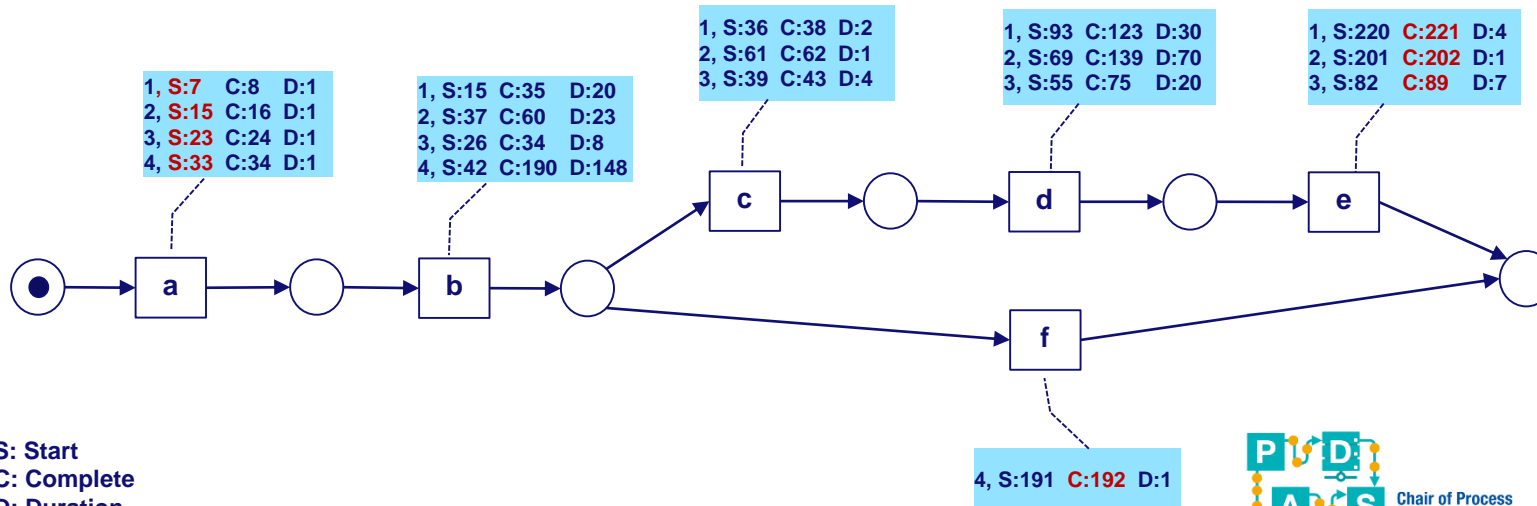 1, S:36 C:38 D:2
2, S:61 C:62 D:1
3, S:39 C:43 D:4
1, S:93 C:123 D:30
2, S:69 C:139 D:70
3, S:55 C:75 D:20
1, S:220 C:221 D:4
2, S:201 C:202 D:1
3, S:82 C:89 D:7
1, S:7 C:8 D:1
2, S:15 C:16 D:1
3, S:23 C:24 D:1
4, S:33 C:34 D:1
1, S:15 C:35 D:20
2, S:37 C:60 D:23
3, S:26 C:34 D:8
4, S:42 C:190 D:148
c
d
e
a
b
f
S: Start
C: Complete
D: Duration
4, S:191 C:192 D:1
P D
A S
Chair of Process